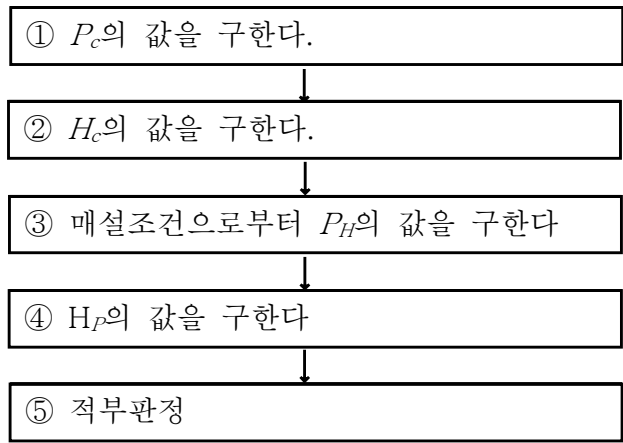 ① Pc의 값을 구한다.
② Hc의 값을 구한다.
③ 매설조건으로부터 PH의 값을 구한다
④ HP의 값을 구한다
⑤ 적부판정